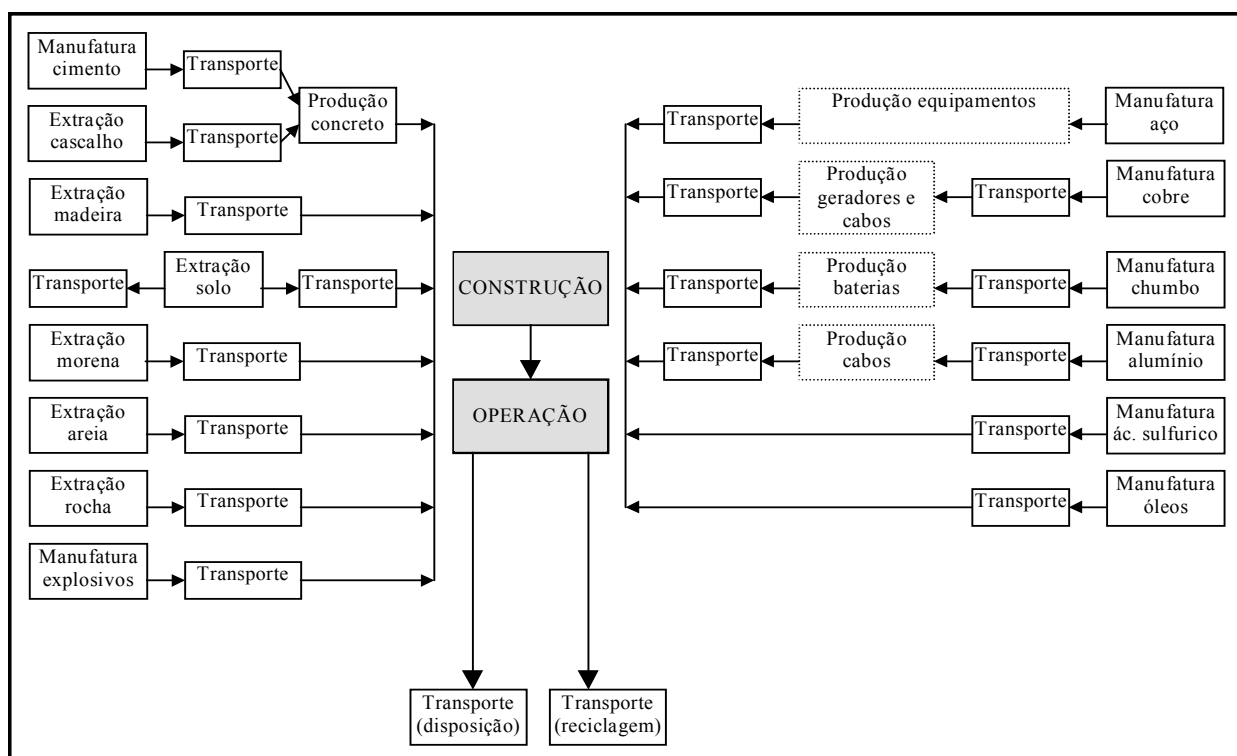 Manufatura
cimento
Transporte
Extração
cascalho
Transporte
Produção
concreto
Extração
madeira
Transporte
Transporte
Extração
solo
Transporte
Extração
morena
Transporte
Extração
areia
Transporte
Extração
rocha
Transporte
Manufatura
explosivos
Transporte
CONSTRUÇÃO
OPERAÇÃO
Transporte
(disposição)
Transporte
(reciclagem)
Transporte
Produção equipamentos
Manufatura
aço
Transporte
Produção
geradores e
cabos
Transporte
Manufatura
cobre
Transporte
Produção
baterias
Transporte
Manufatura
chumbo
Transporte
Produção
cabos
Transporte
Manufatura
alumínio
Transporte
Manufatura
ác. sulfurico
Transporte
Manufatura
óleos